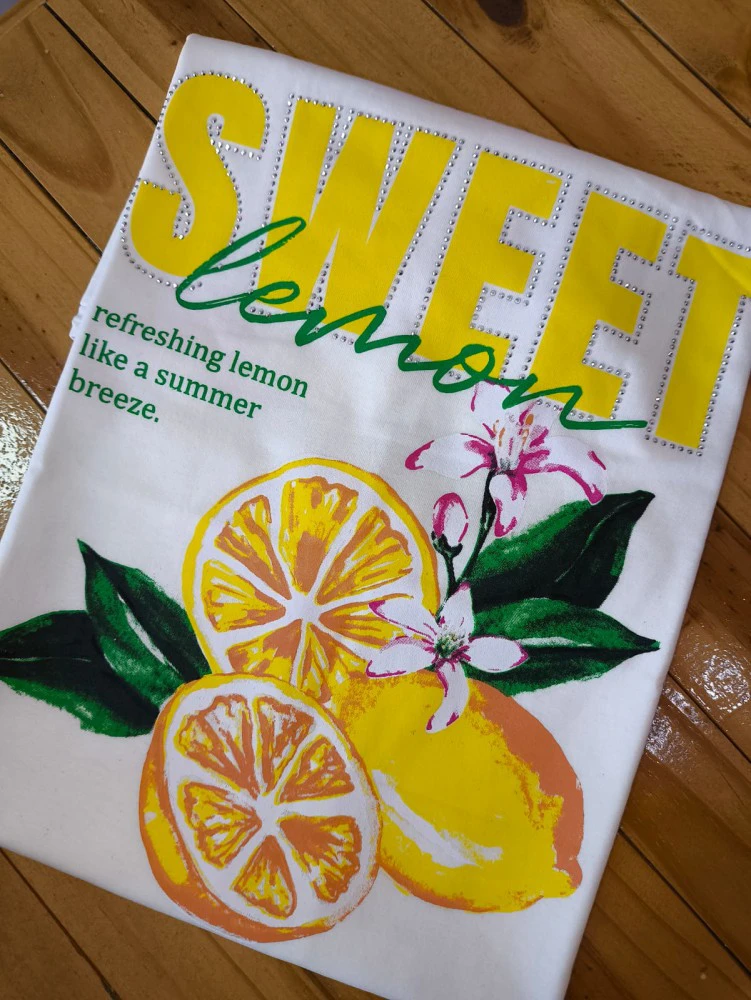 SWEET
lemon
refreshing lemon
like a summer
breeze.